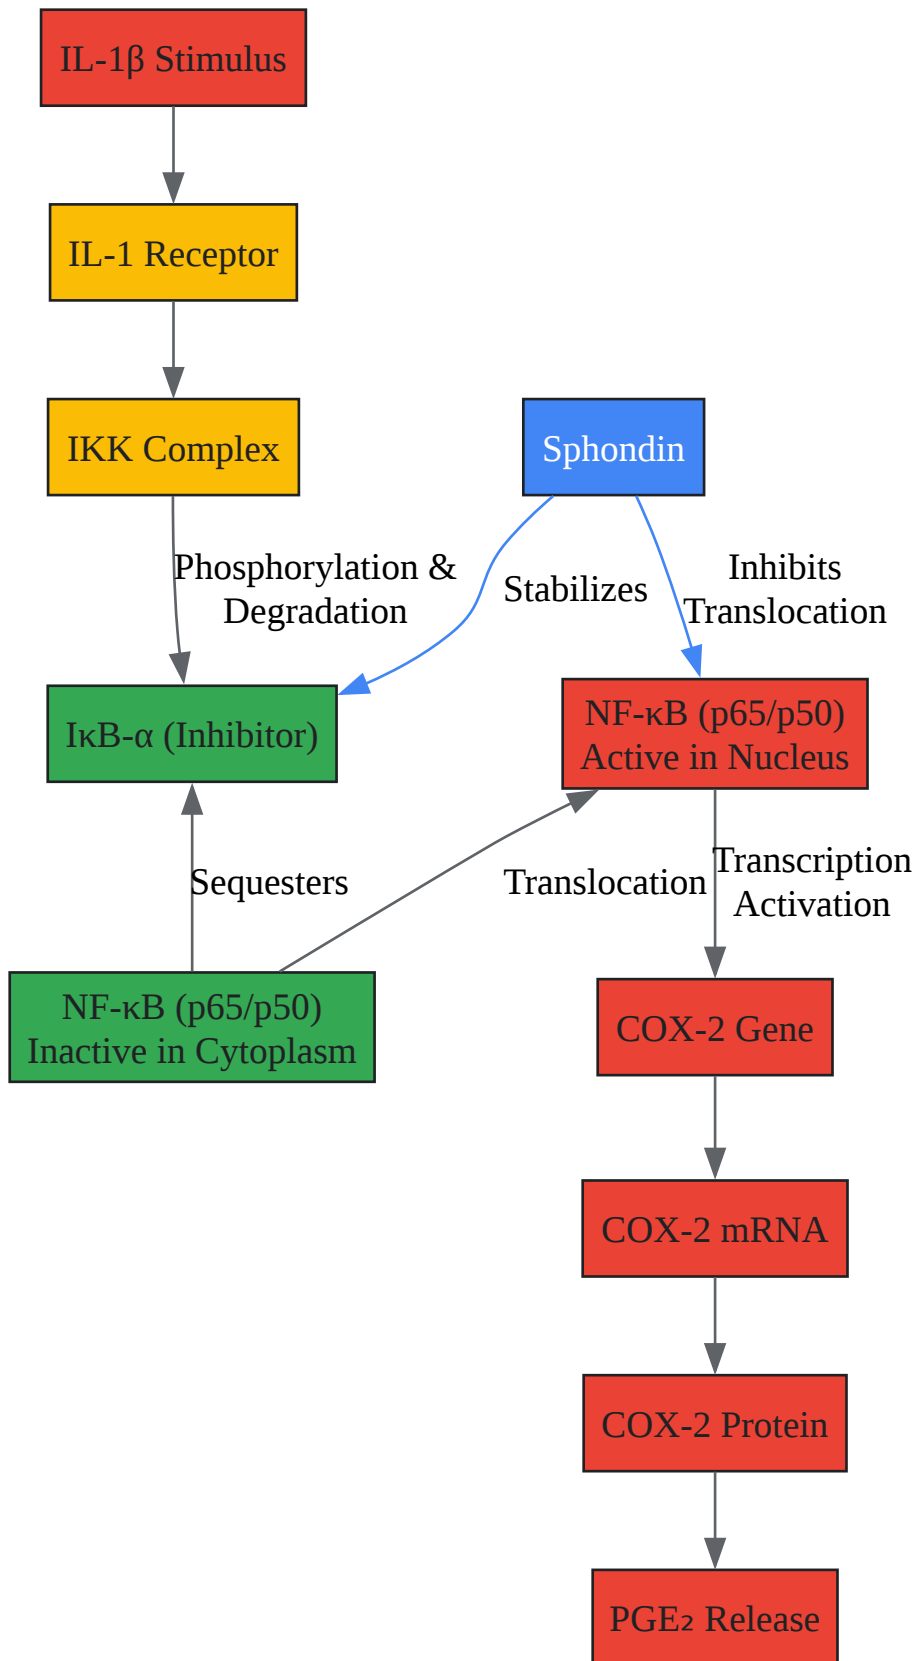 IL-1β Stimulus
IL-1 Receptor
IKK Complex
Sphondin
Phosphorylation &
Degradation
Stabilizes
Inhibits
Translocation
IκB-α (Inhibitor)
NF-κB (p65/p50)
Active in Nucleus
Sequesters
Translocation
Transcription
Activation
NF-κB (p65/p50)
Inactive in Cytoplasm
COX-2 Gene
COX-2 mRNA
COX-2 Protein
PGE₂ Release